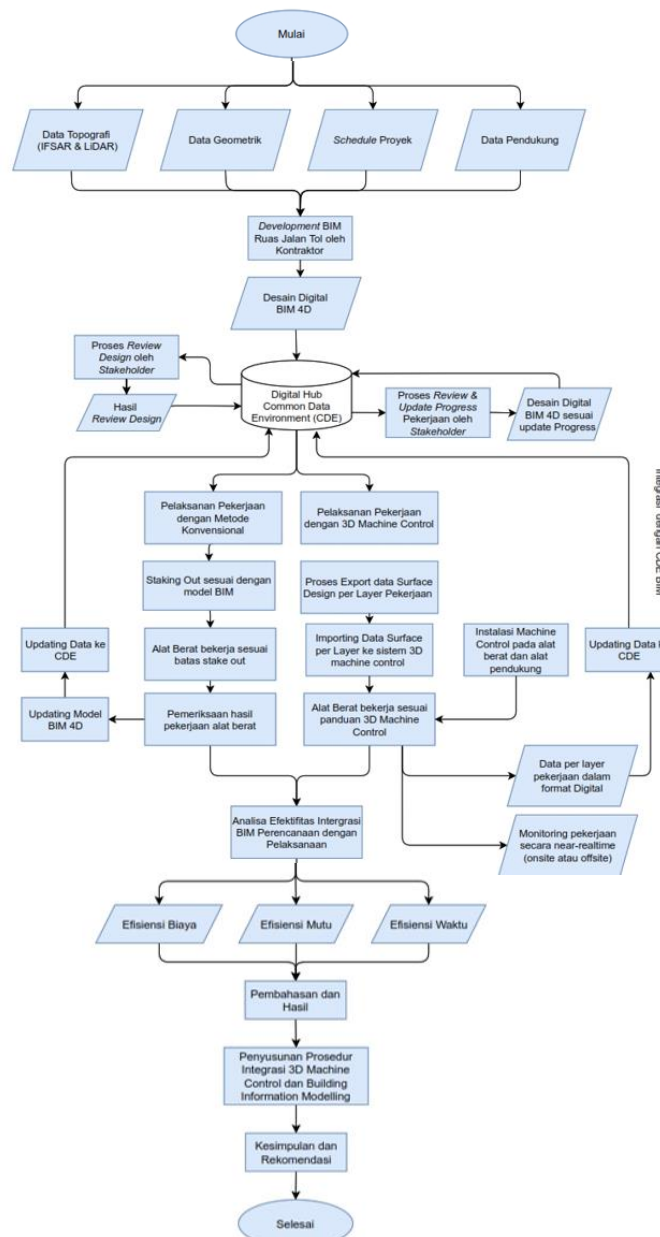 Mulai
Data Topografi
(IFSAR & LiDAR)
Data Geometrik
Schedule Proyek
Data Pendukung
Development BIM
Ruas Jalan Tol oleh
Kontraktor
Desain Digital
BIM 4D
Proses Review
Design oleh
Stakeholder
Hasil
Review Design
Digital Hub
Common Data
Environment (CDE)
Proses Review &
Update Progress
Pekerjaan oleh
Stakeholder
Desain Digital
BIM 4D sesuai
update Progress
Pelaksanan Pekerjaan
dengan Metode
Konvensional
Pelaksanan Pekerjaan
dengan 3D Machine Control
Staking Out sesuai dengan
model BIM
Proses Export data Surface
Design per Layer Pekerjaan
Updating Data ke
CDE
Alat Berat bekerja sesuai
batas stake out
Importing Data Surface
per Layer ke sistem 3D
machine control
Instalasi Machine
Control pada alat
berat dan alat
pendukung
Updating Data ke
CDE
Updating Model
BIM 4D
Pemeriksaan hasil
pekerjaan alat berat
Alat Berat bekerja sesuai
panduan 3D Machine
Control
Data per layer
pekerjaan dalam
format Digital
Monitoring pekerjaan
secara near-realtime
(onsite atau offsite)
Analisa Efektifitas Intergrasi
BIM Perencanaan dengan
Pelaksanaan
Efisiensi Biaya
Efisiensi Mutu
Efisiensi Waktu
Pembahasan dan
Hasil
Penyusunan Prosedur
Integrasi 3D Machine
Control dan Building
Information Modelling
Kesimpulan dan
Rekomendasi
Selesai